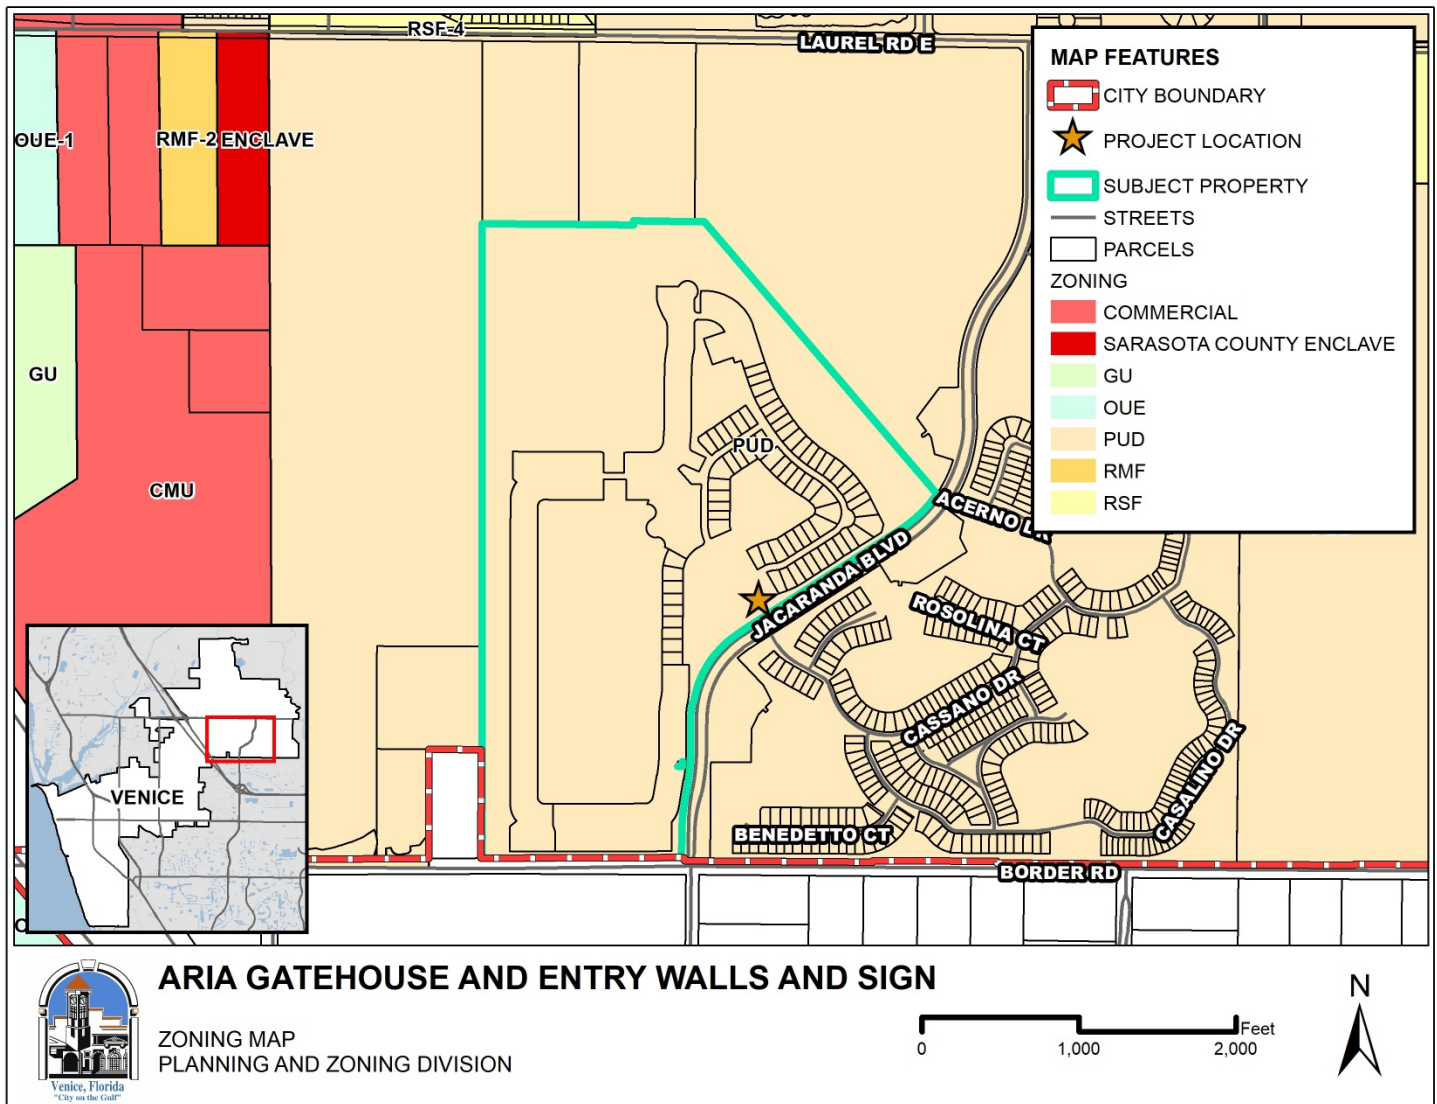 RSF-4
LAUREL RD E
OUE-1
RMF-2
ENCLAVE
GU
CMU
PUD
ACERNO
JACARANDA BLVD
ROSOLINA CT
CASSANO DR
CASALINO DR
BENEDETTO CT
BORDER RD
VENICE
MAP FEATURES
CITY BOUNDARY
PROJECT LOCATION
SUBJECT PROPERTY
STREETS
PARCELS
ZONING
COMMERCIAL
SARASOTA COUNTY ENCLAVE
GU
OUE
PUD
RMF
RSF
ARIA GATEHOUSE AND ENTRY WALLS AND SIGN
ZONING MAP
PLANNING AND ZONING DIVISION
Venice, Florida
"City on the Gulf"
Feet
0 1,000 2,000
N